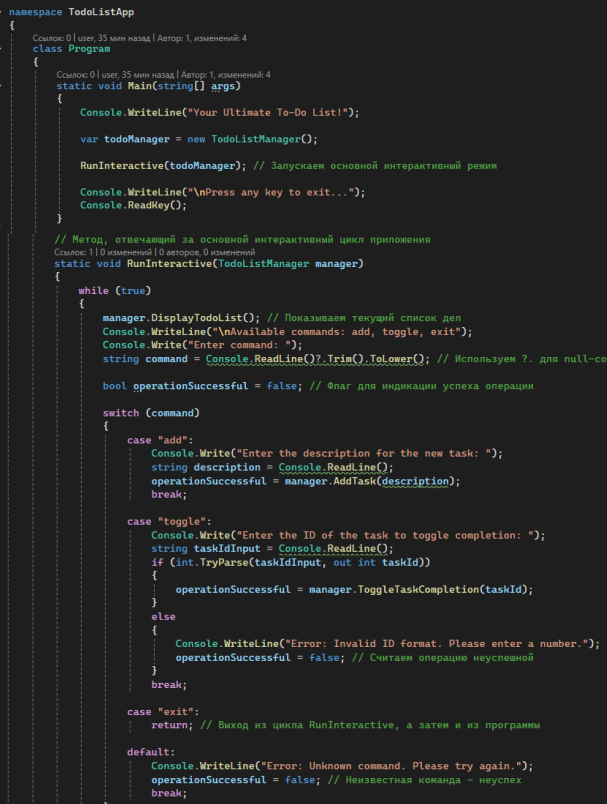 namespace TodoListApp
{
Ссылок: 0 | user, 35 мин назад | Автор: 1, изменений: 4
class Program
{
Ссылок: 0 | user, 35 мин назад | Автор: 1, изменений: 4
static void Main(string[] args)
{
Console.WriteLine("Your Ultimate To-Do List!");
var todoManager = new TodoListManager();
RunInteractive(todoManager); // Запускаем основной интерактивный режим
Console.WriteLine("\nPress any key to exit...");
Console.ReadKey();
}
// Метод, отвечающий за основной интерактивный цикл приложения
Ссылок: 1 | 0 изменений | 0 авторов, 0 изменений
static void RunInteractive(TodoListManager manager)
{
while (true)
{
manager.DisplayTodoList(); // Показываем текущий список дел
Console.WriteLine("\nAvailable commands: add, toggle, exit");
Console.Write("Enter command: ");
string command = Console.ReadLine()?.Trim().ToLower(); // Используем ?. для null-co
bool operationSuccessful = false; // Флаг для индикации успеха операции
switch (command)
{
case "add":
Console.Write("Enter the description for the new task: ");
string description = Console.ReadLine();
operationSuccessful = manager.AddTask(description);
break;
case "toggle":
Console.Write("Enter the ID of the task to toggle completion: ");
string taskIdInput = Console.ReadLine();
if (int.TryParse(taskIdInput, out int taskId))
{
operationSuccessful = manager.ToggleTaskCompletion(taskId);
}
else
{
Console.WriteLine("Error: Invalid ID format. Please enter a number.");
operationSuccessful = false; // Считаем операцию неуспешной
}
break;
case "exit":
return; // Выход из цикла RunInteractive, а затем и из программы
default:
Console.WriteLine("Error: Unknown command. Please try again.");
operationSuccessful = false; // Неизвестная команда – неуспех
break;